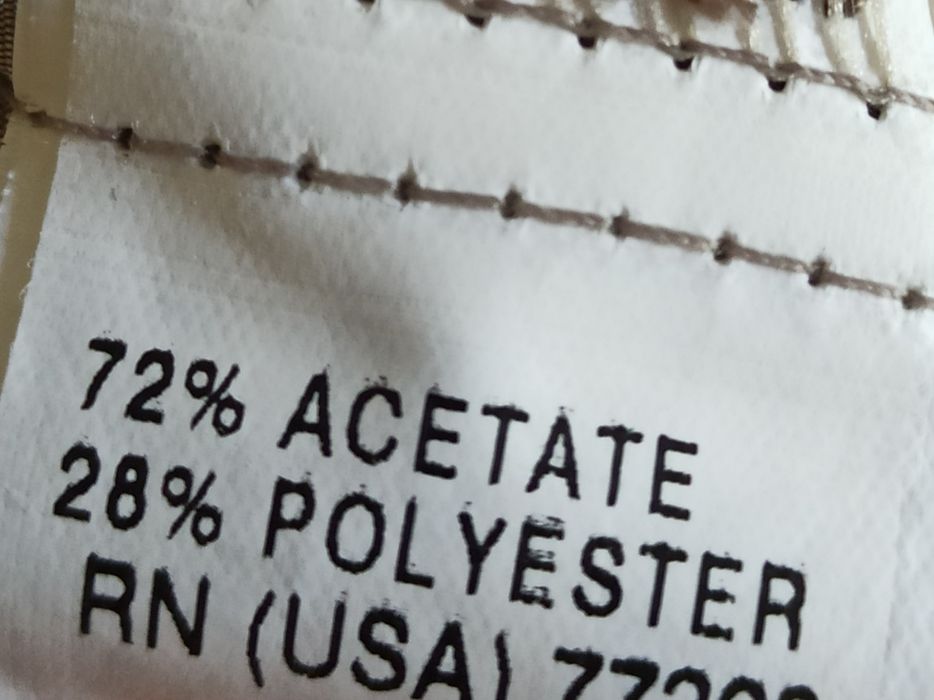 72% ACETATE
28% POLYESTER
RN (USA)